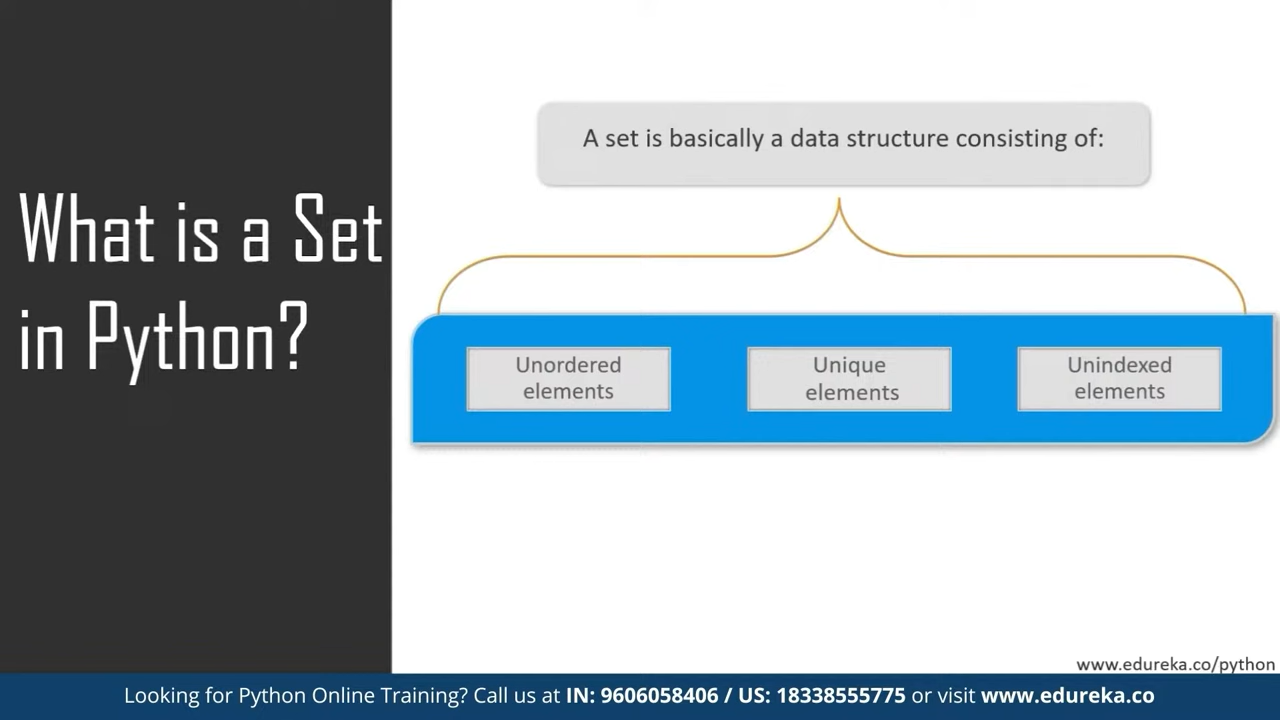 What is a Set
in Python?
A set is basically a data structure consisting of:
Unordered
elements
Unique
elements
Unindexed
elements
www.edureka.co/python
Looking for Python Online Training? Call us at IN: 9606058406 / US: 18338555775 or visit www.edureka.co